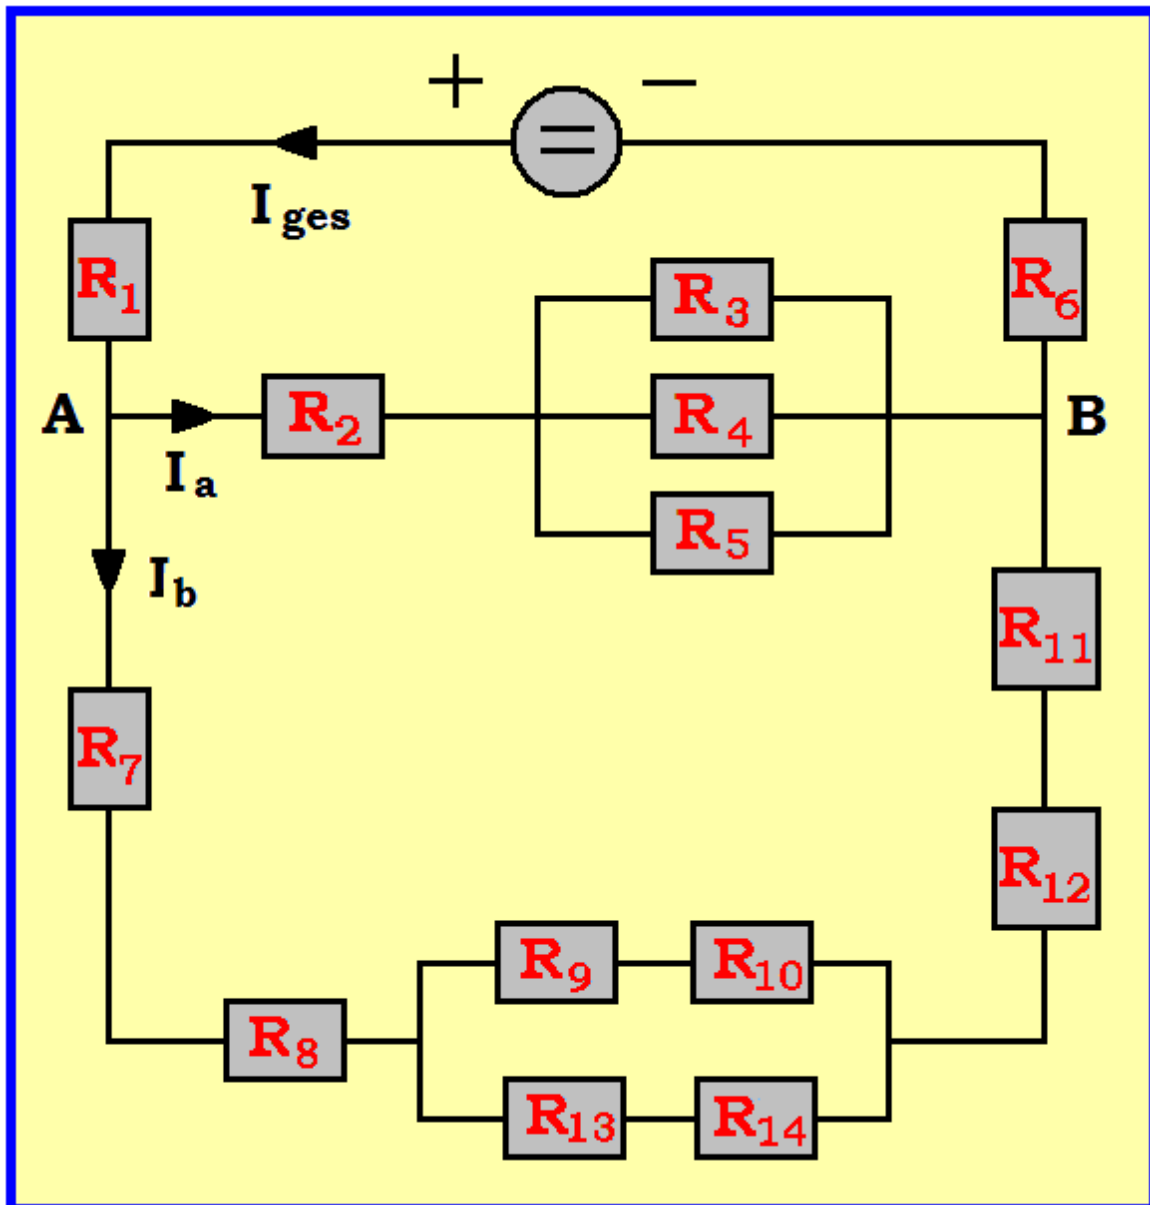 + −
=
I ges
R1
R6
R3
A
R2
R4
B
Ia
R5
Ib
R11
R7
R12
R9 R10
R8
R13 R14